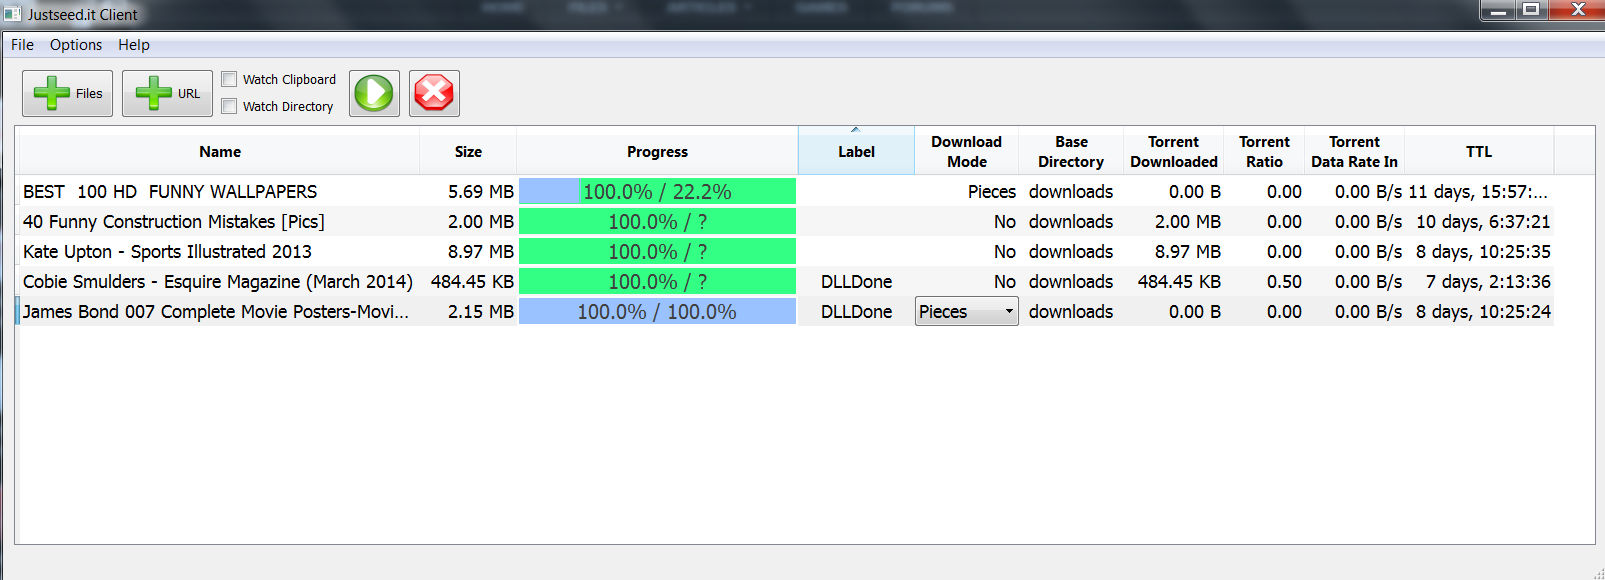 HOME FILES ARTICLES GAMES FORUMS
Justseed.it Client
File Options Help
Files URL Watch Clipboard
Watch Directory
Name Size Progress Label Download Mode Base Directory Torrent Downloaded Torrent Ratio Torrent Data Rate In TTL
BEST  100 HD  FUNNY WALLPAPERS 5.69 MB 100.0% / 22.2% Pieces downloads 0.00 B 0.00 0.00 B/s 11 days, 15:57:...
40 Funny Construction Mistakes [Pics] 2.00 MB 100.0% / ? No downloads 2.00 MB 0.00 0.00 B/s 10 days, 6:37:21
Kate Upton - Sports Illustrated 2013 8.97 MB 100.0% / ? No downloads 8.97 MB 0.00 0.00 B/s 8 days, 10:25:35
Cobie Smulders - Esquire Magazine (March 2014) 484.45 KB 100.0% / ? DLLDone No downloads 484.45 KB 0.50 0.00 B/s 7 days, 2:13:36
James Bond 007 Complete Movie Posters-Movi... 2.15 MB 100.0% / 100.0% DLLDone Pieces downloads 0.00 B 0.00 0.00 B/s 8 days, 10:25:24